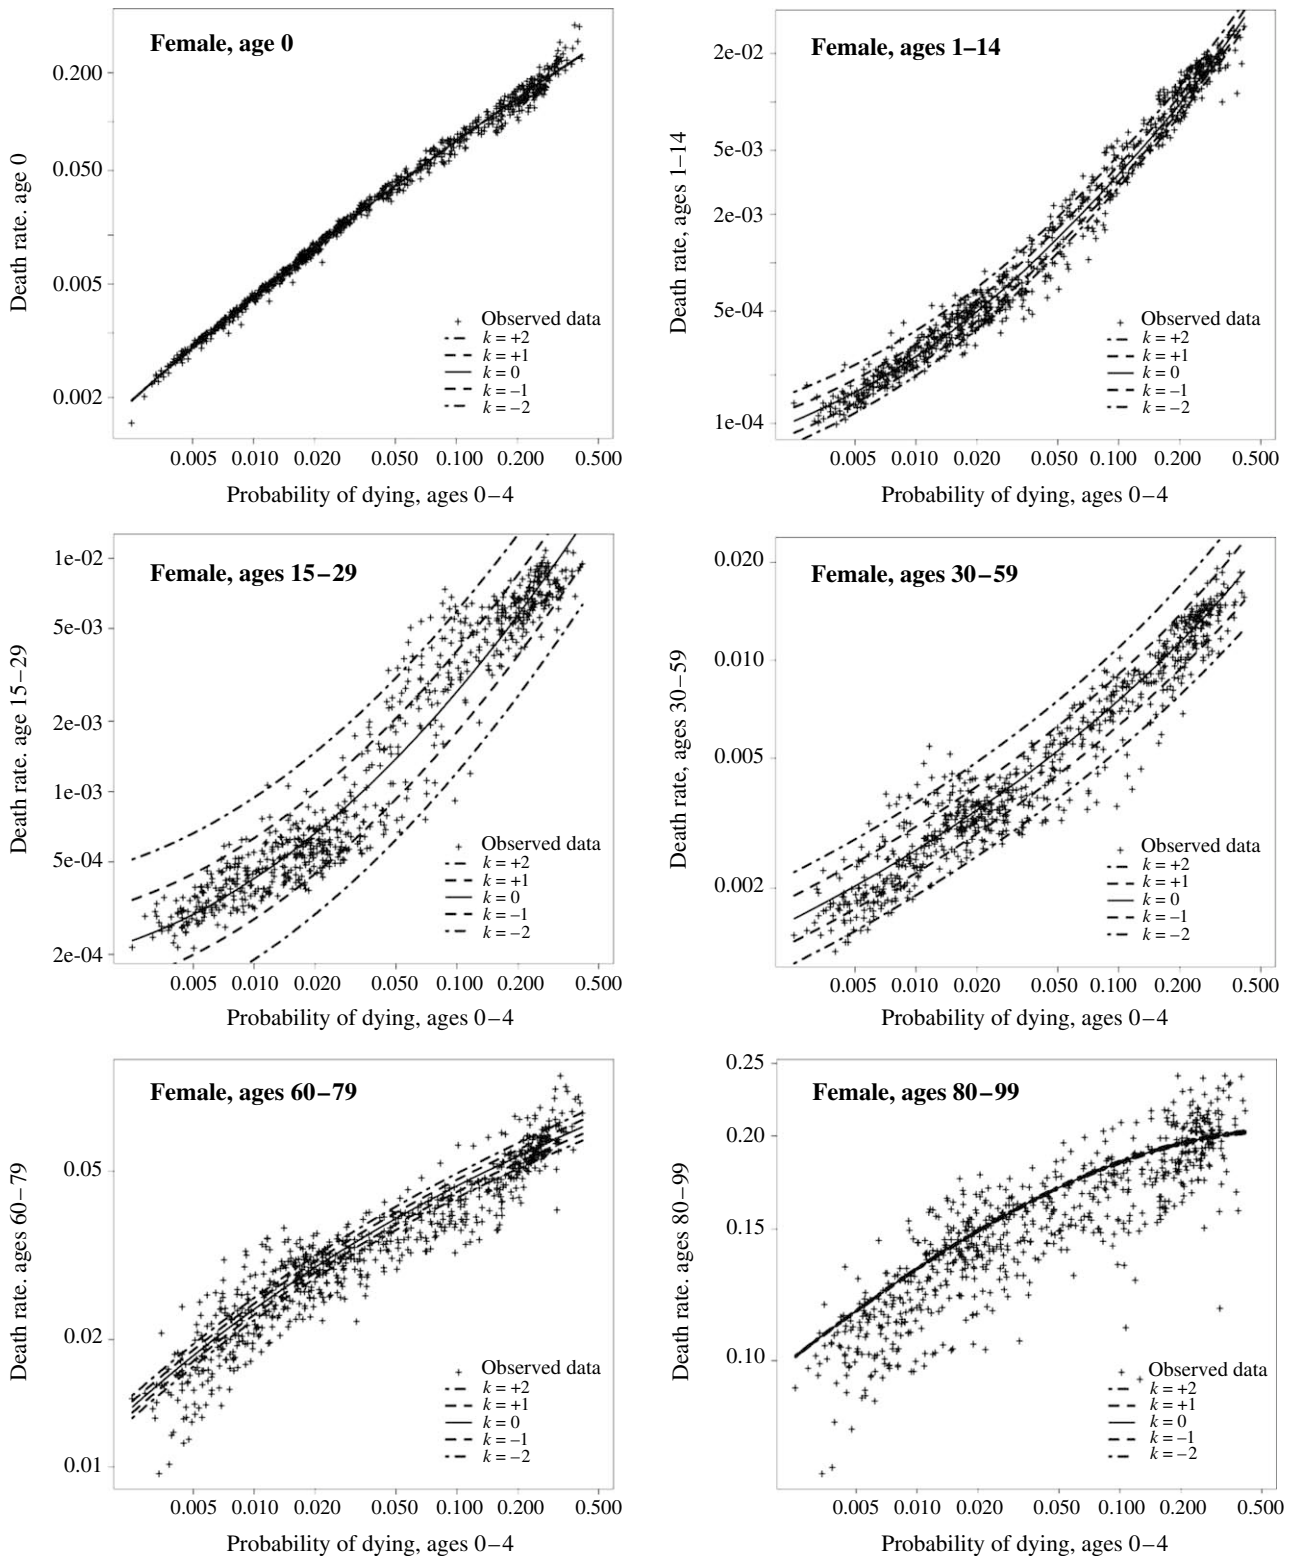 Female, age 0
Death rate. age 0
0.200
0.050
0.005
0.002
Observed data
k = +2
k = +1
k = 0
k = −1
k = −2
0.005 0.010 0.020 0.050 0.100 0.200 0.500
Probability of dying, ages 0–4
Female, ages 1–14
Death rate, ages 1–14
2e-02
5e-03
2e-03
5e-04
1e-04
Observed data
k = +2
k = +1
k = 0
k = −1
k = −2
0.005 0.010 0.020 0.050 0.100 0.200 0.500
Probability of dying, ages 0–4
Female, ages 15–29
Death rate. age 15–29
1e-02
5e-03
2e-03
1e-03
5e-04
2e-04
Observed data
k = +2
k = +1
k = 0
k = −1
k = −2
0.005 0.010 0.020 0.050 0.100 0.200 0.500
Probability of dying, ages 0–4
Female, ages 30–59
Death rate, ages 30–59
0.020
0.010
0.005
0.002
Observed data
k = +2
k = +1
k = 0
k = −1
k = −2
0.005 0.010 0.020 0.050 0.100 0.200 0.500
Probability of dying, ages 0–4
Female, ages 60–79
Death rate. ages 60–79
0.05
0.02
0.01
Observed data
k = +2
k = +1
k = 0
k = −1
k = −2
0.005 0.010 0.020 0.050 0.100 0.200 0.500
Probability of dying, ages 0–4
Female, ages 80–99
Death rate. ages 80–99
0.25
0.20
0.15
0.10
Observed data
k = +2
k = +1
k = 0
k = −1
k = −2
0.005 0.010 0.020 0.050 0.100 0.200 0.500
Probability of dying, ages 0–4